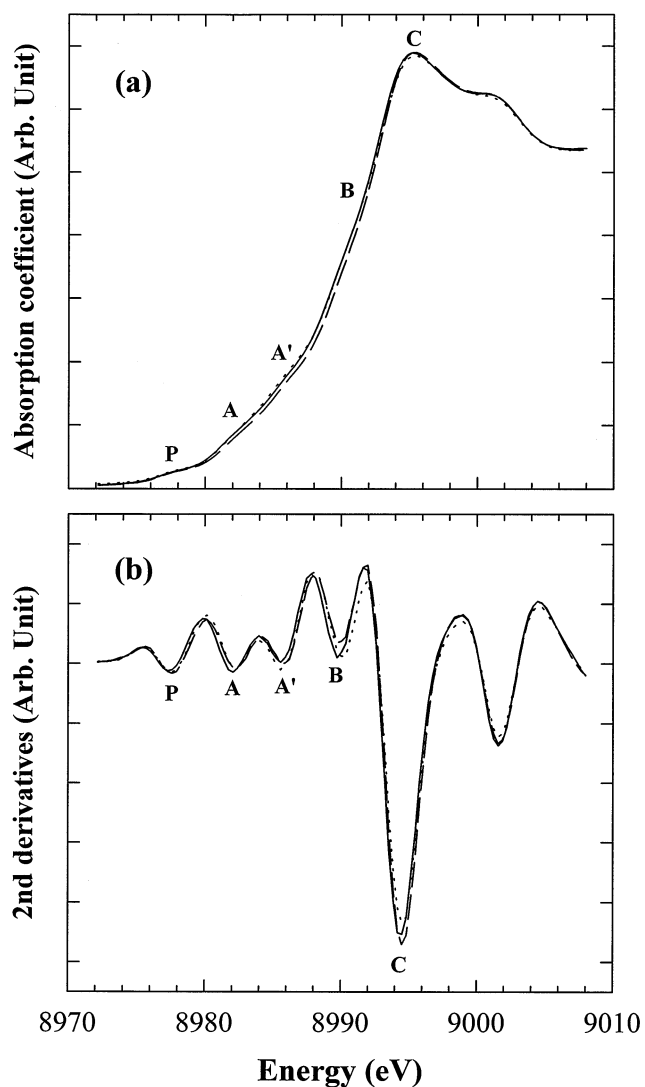 (a)
C
B
A'
A
P
Absorption coefficient (Arb. Unit)
(b)
P
A
A'
B
C
2nd derivatives (Arb. Unit)
8970 8980 8990 9000 9010
Energy (eV)